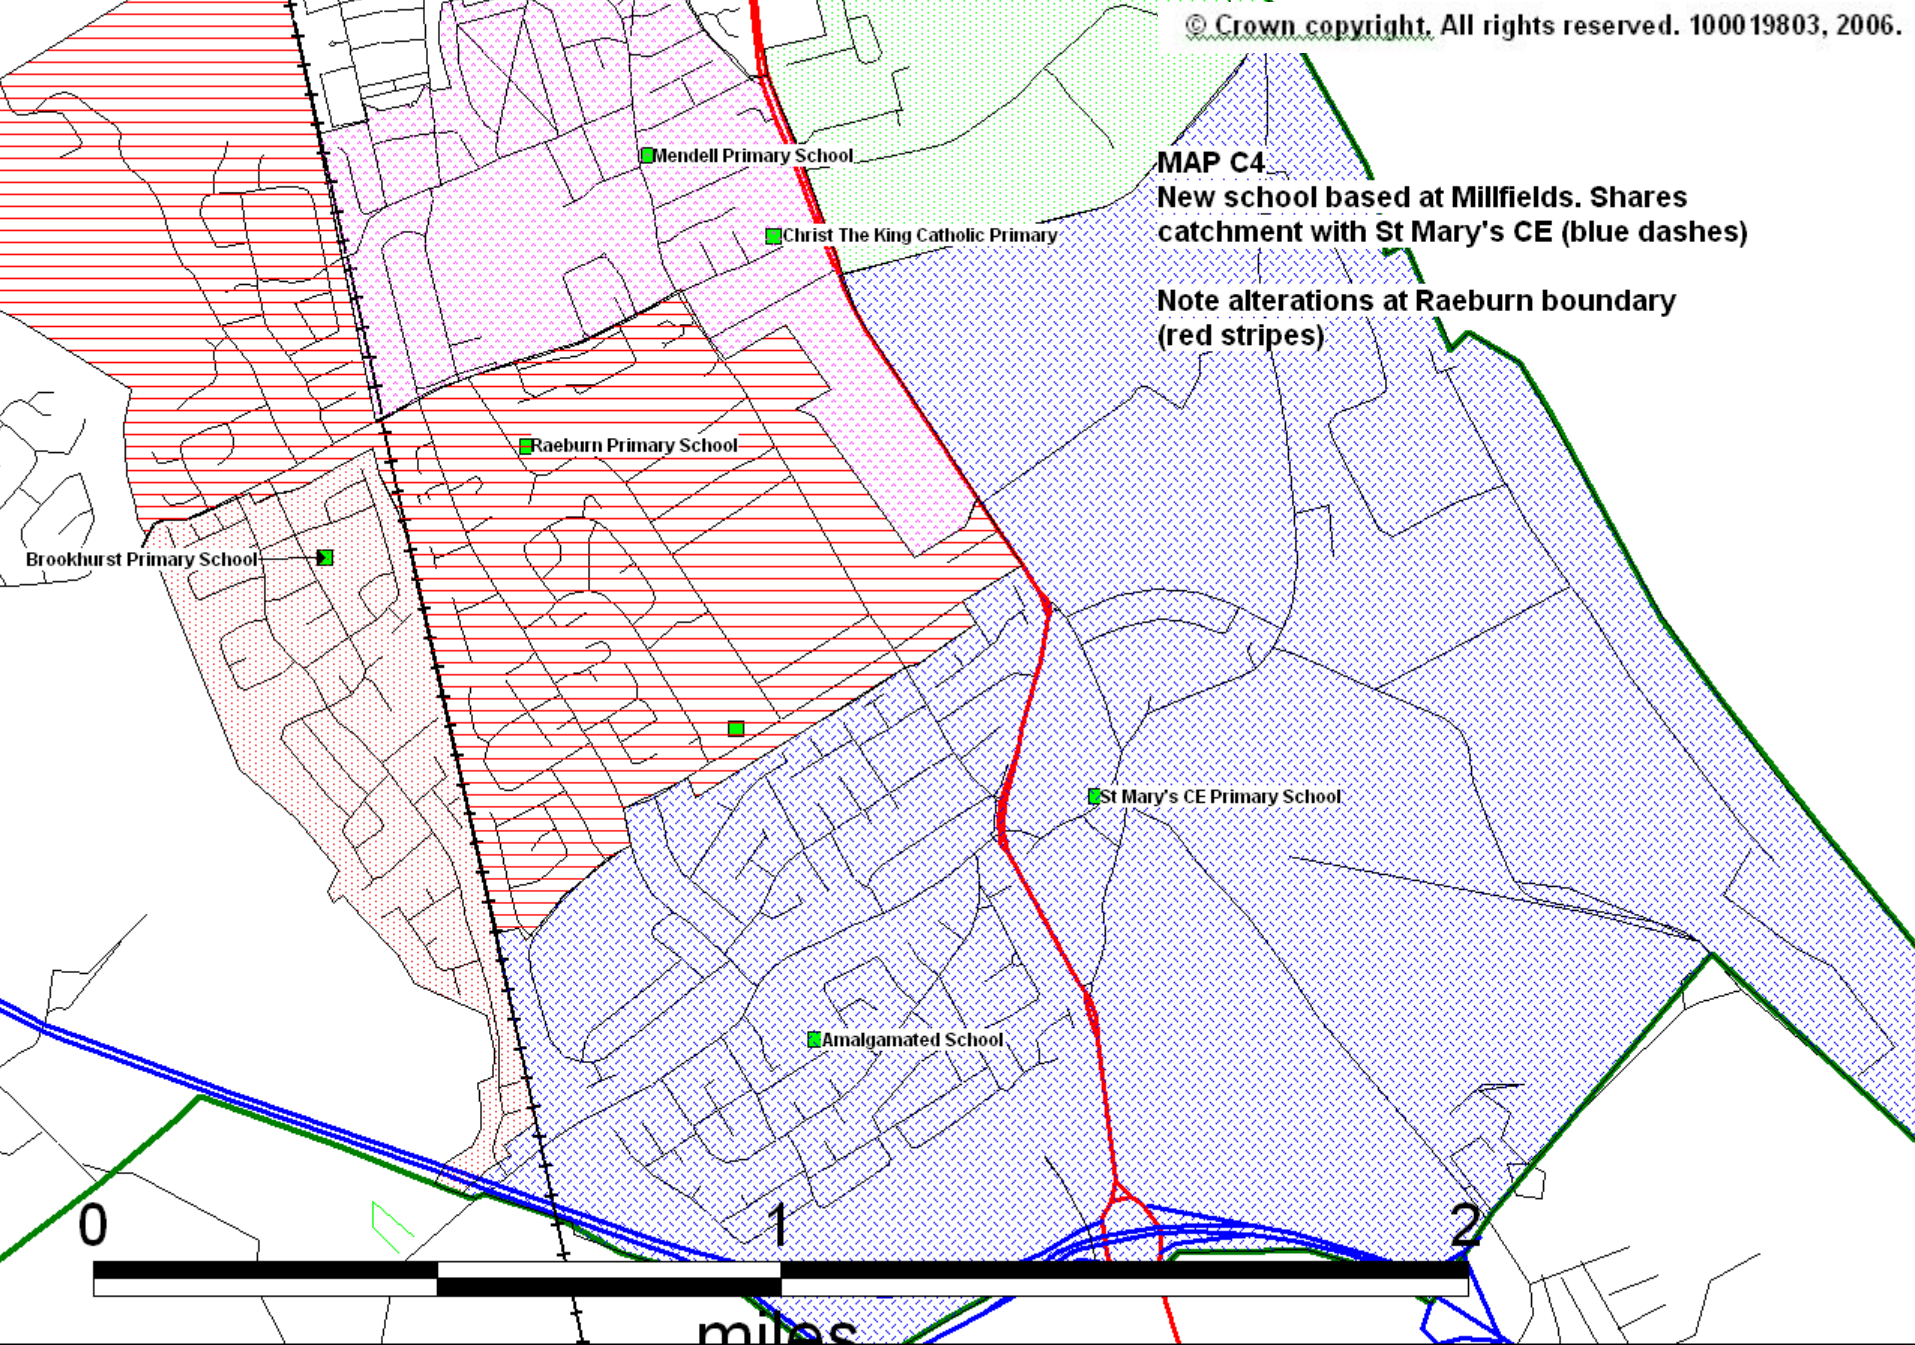 © Crown copyright. All rights reserved. 100019803, 2006.
MAP C4
New school based at Millfields. Shares
catchment with St Mary's CE (blue dashes)
Note alterations at Raeburn boundary
(red stripes)
Mendell Primary School
Christ The King Catholic Primary
Raeburn Primary School
Brookhurst Primary School
St Mary's CE Primary School
Amalgamated School
0 1 2
miles